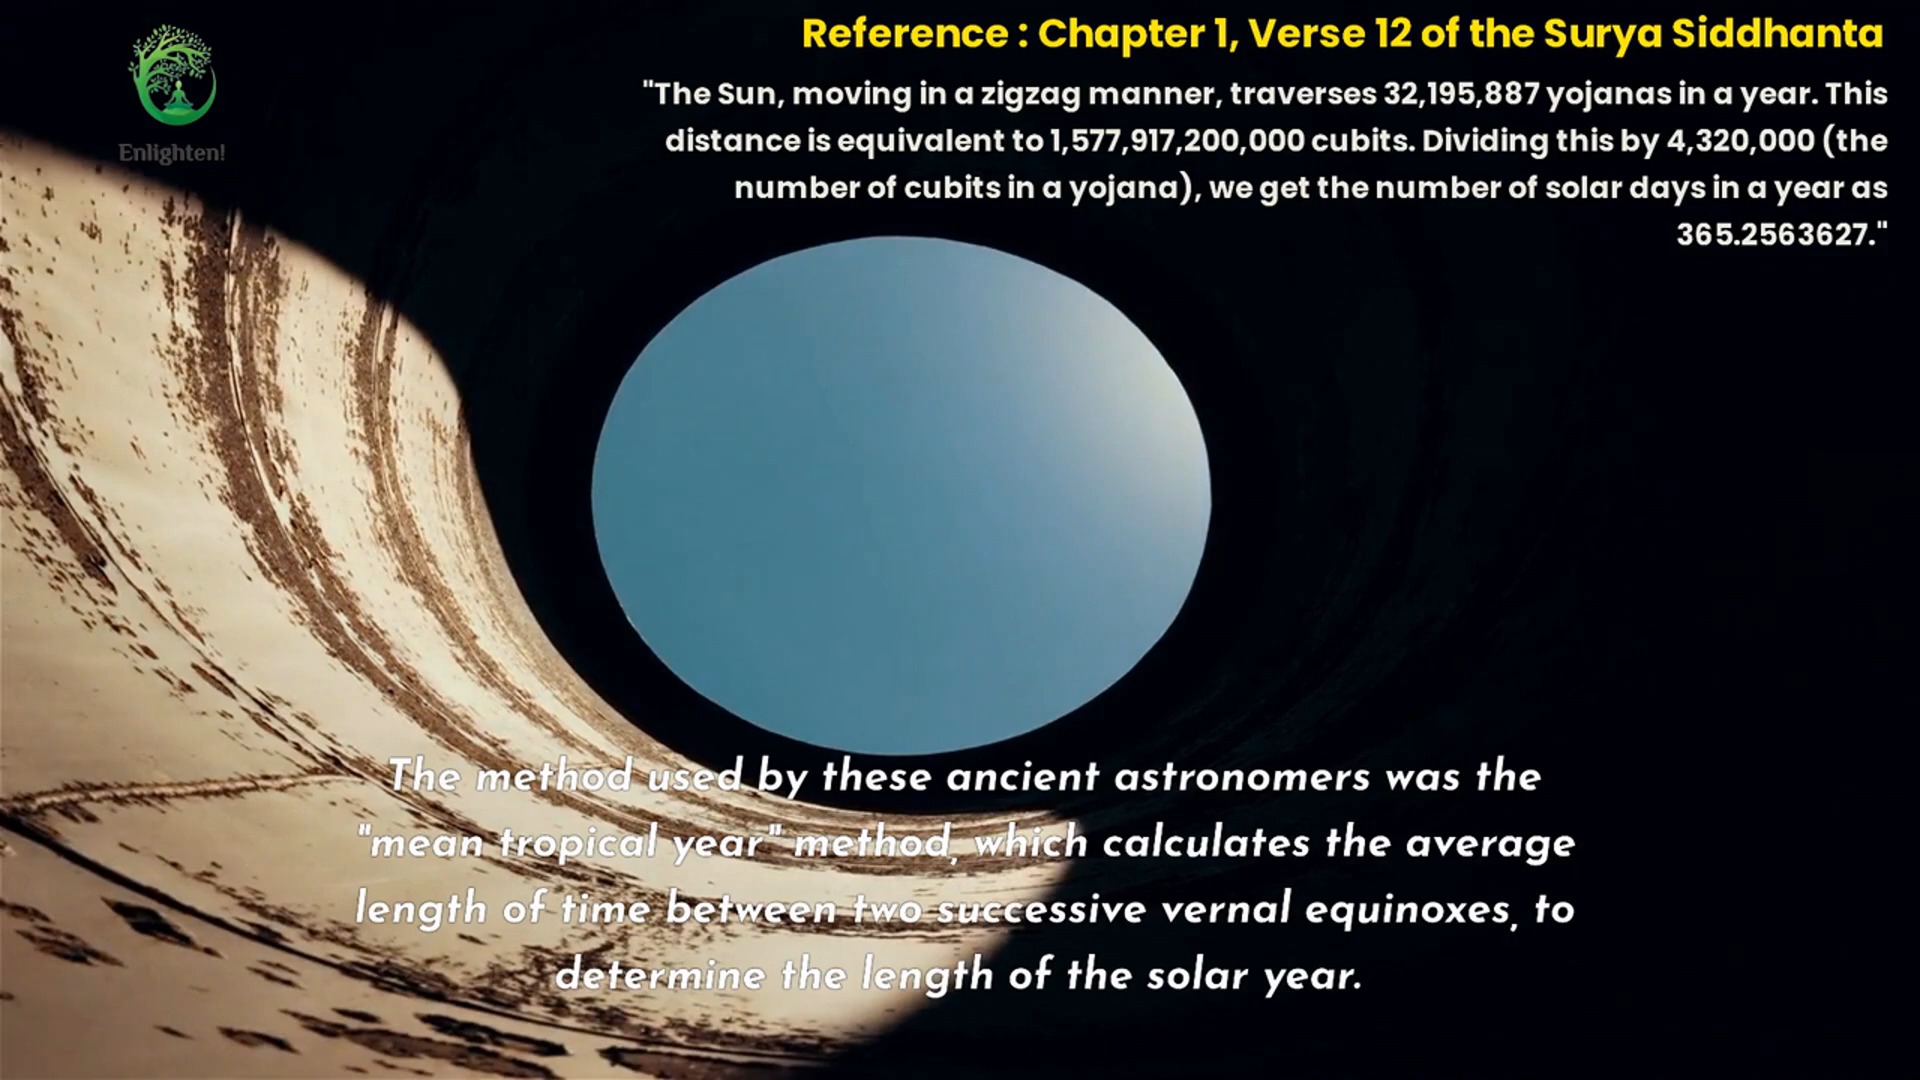 Enlighten!
Reference : Chapter 1, Verse 12 of the Surya Siddhanta
"The Sun, moving in a zigzag manner, traverses 32,195,887 yojanas in a year. This
distance is equivalent to 1,577,917,200,000 cubits. Dividing this by 4,320,000 (the
number of cubits in a yojana), we get the number of solar days in a year as
365.2563627."
The method used by these ancient astronomers was the
"mean tropical year" method, which calculates the average
length of time between two successive vernal equinoxes, to
determine the length of the solar year.